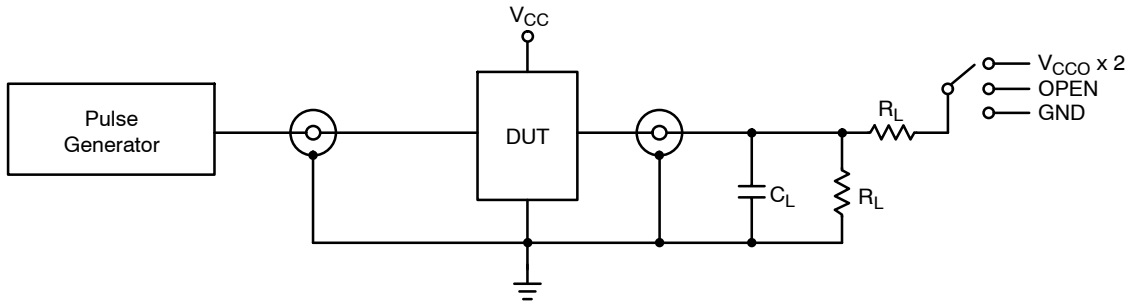 V_CC
Pulse
Generator
DUT
C_L
R_L
R_L
V_CCO x 2
OPEN
GND